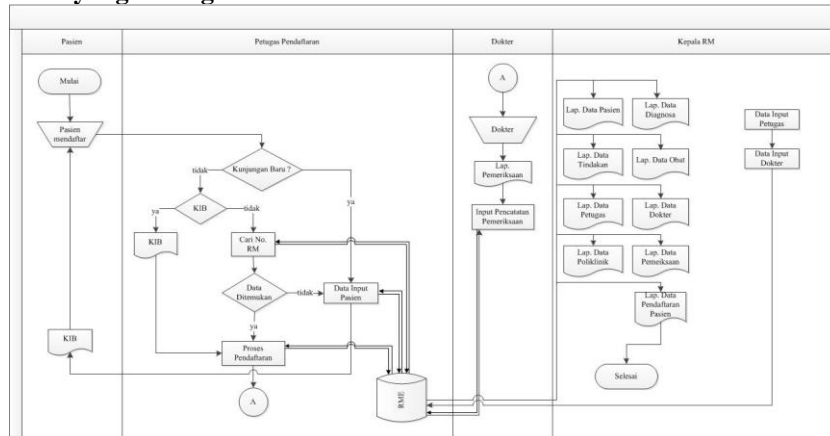 Pasien
Petugas Pendaftaran
Dokter
Kepala RM
Mulai
Pasien
mendaftar
KIB
Kunjungan Baru ?
tidak
ya
KIB
ya
tidak
KIB
Cari No.
RM
Data
Ditemukan
tidak
ya
Data Input
Pasien
Proses
Pendaftaran
A
RME
A
Dokter
Lap.
Pemeriksaan
Input Pencatatan
Pemeriksaan
Lap. Data Pasien
Lap. Data
Diagnosa
Lap. Data
Tindakan
Lap. Data Obat
Lap. Data
Petugas
Lap. Data
Dokter
Lap. Data
Poliklinik
Lap. Data
Pemeiksaan
Lap. Data
Pendaftaran
Pasien
Selesai
Data Input
Petugas
Data Input
Dokter